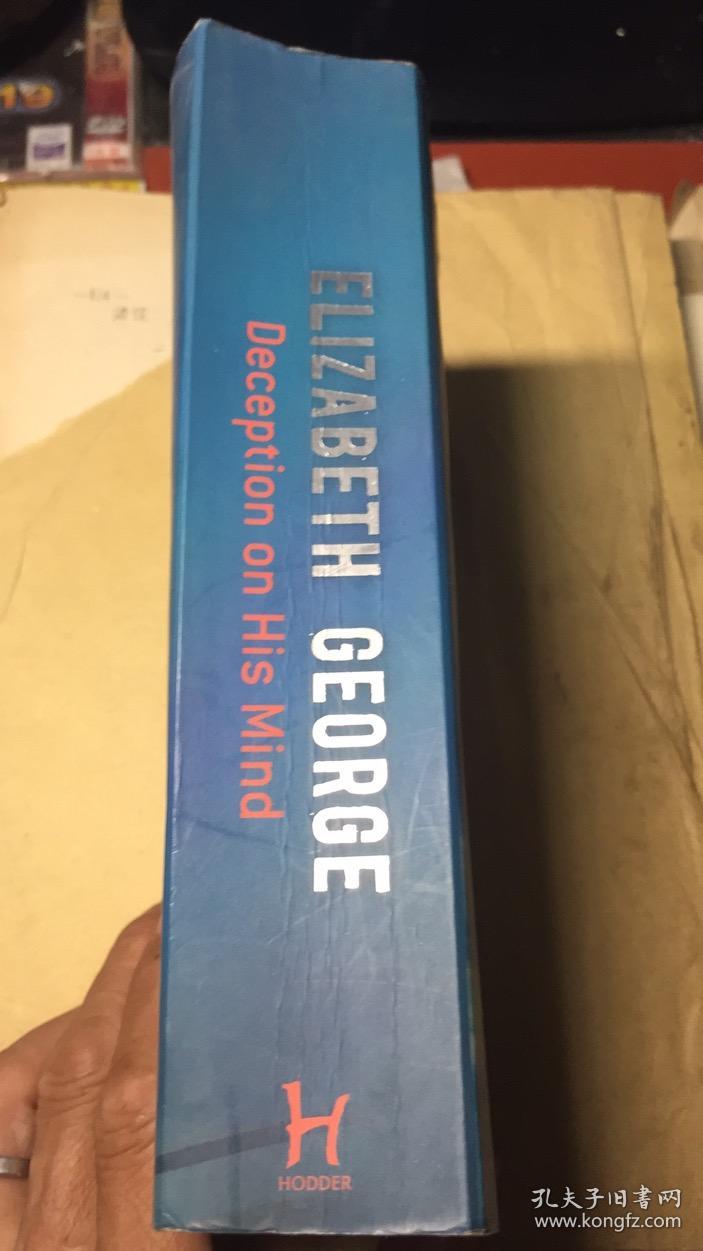 ELIZABETH GEORGE
Deception on His Mind
H
HODDER
孔夫子旧书网
www.kongfz.com